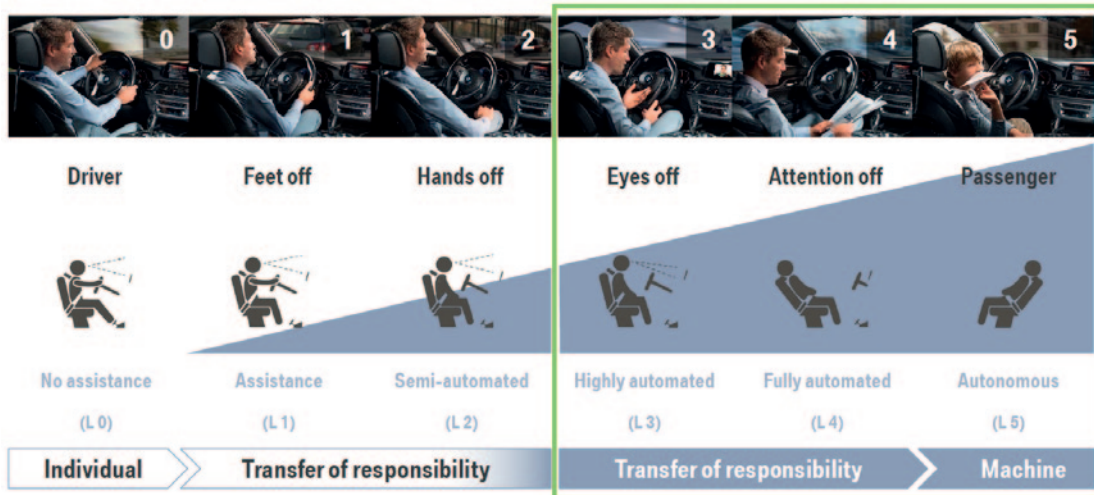 0 1 2 3 4 5
Driver Feet off Hands off Eyes off Attention off Passenger
No assistance Assistance Semi-automated Highly automated Fully automated Autonomous
(L 0) (L 1) (L 2) (L 3) (L 4) (L 5)
Individual Transfer of responsibility Transfer of responsibility Machine